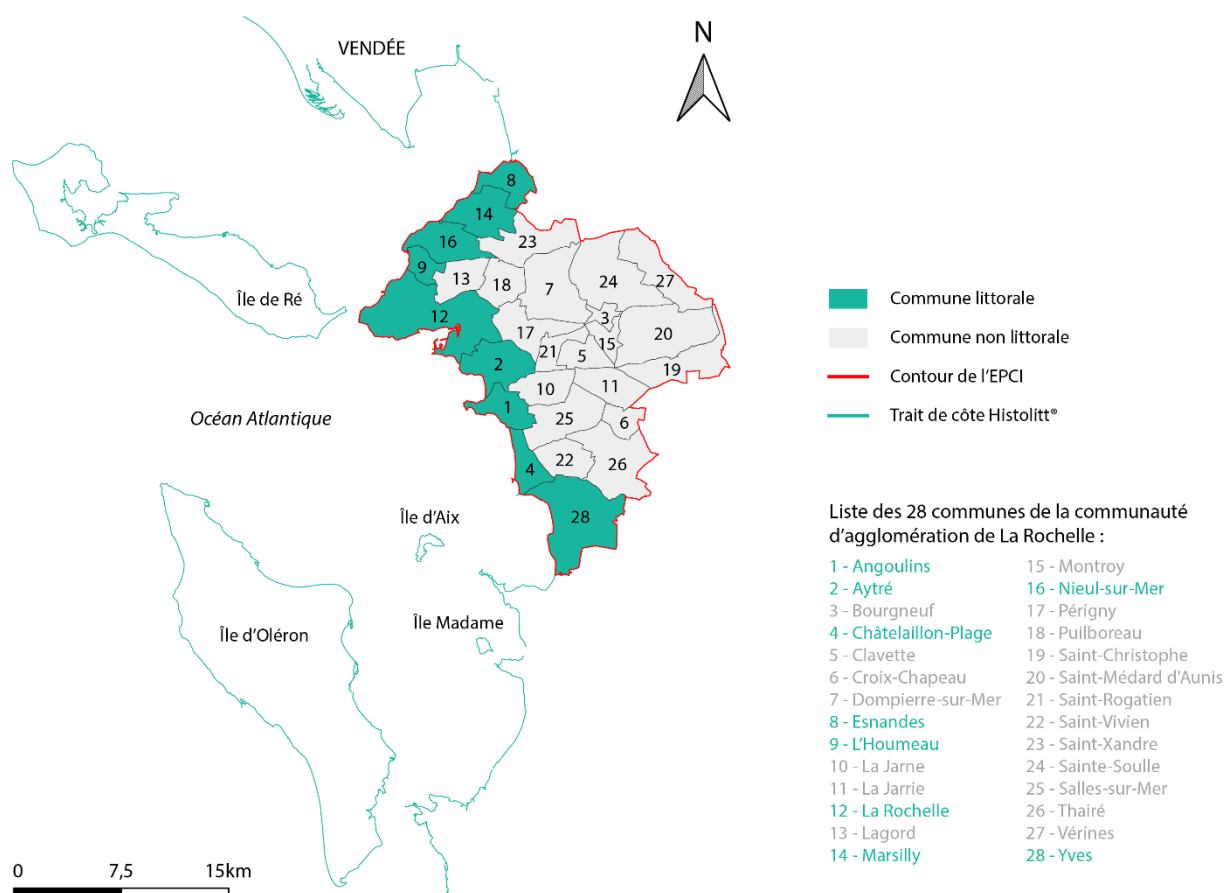 VENDÉE
N
8
14
16
23
9
13
18
7
24
27
Île de Ré
12
3
17
15
20
21
5
2
19
10
11
1
25
6
Océan Atlantique
4
22
26
28
Île d'Aix
Île d'Oléron
Île Madame
0 7,5 15km
Commune littorale
Commune non littorale
Contour de l'EPCI
Trait de côte Histolitt®
Liste des 28 communes de la communauté
d'agglomération de La Rochelle :
1 - Angoulins
2 - Aytré
3 - Bourgneuf
4 - Châtelaillon-Plage
5 - Clavette
6 - Croix-Chapeau
7 - Dompierre-sur-Mer
8 - Esnandes
9 - L'Houmeau
10 - La Jarne
11 - La Jarrie
12 - La Rochelle
13 - Lagord
14 - Marsilly
15 - Montroy
16 - Nieul-sur-Mer
17 - Périgny
18 - Puilboreau
19 - Saint-Christophe
20 - Saint-Médard d'Aunis
21 - Saint-Rogatien
22 - Saint-Vivien
23 - Saint-Xandre
24 - Sainte-Soulle
25 - Salles-sur-Mer
26 - Thairé
27 - Vérines
28 - Yves